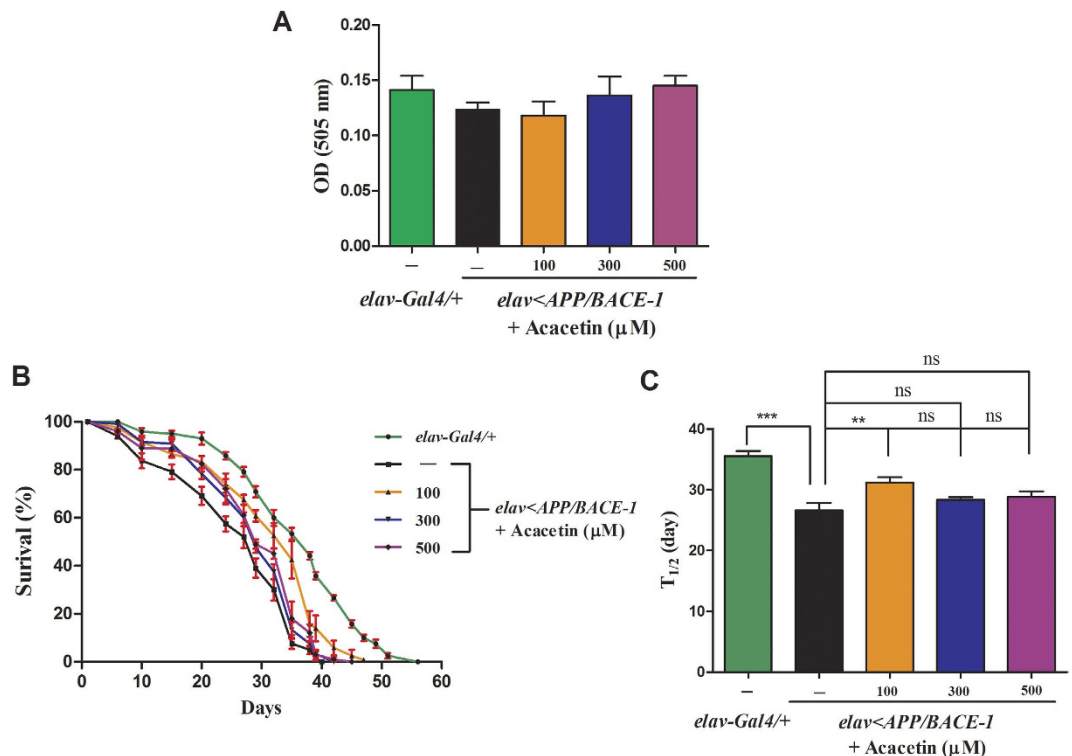 A
0.20
0.15
0.10
0.05
0.00
OD (505 nm)
— — 100 300 500
elav-Gal4/+ elav<APP/BACE-1
+ Acacetin (μM)
B
100
80
60
40
20
0
Surival (%)
0 10 20 30 40 50 60
Days
elav-Gal4/+
—
100
300
500
elav<APP/BACE-1
+ Acacetin (μM)
C
ns
ns
*** ** ns ns
40
30
20
10
0
T1/2 (day)
– — 100 300 500
elav-Gal4/+ elav<APP/BACE-1
+ Acacetin (μM)